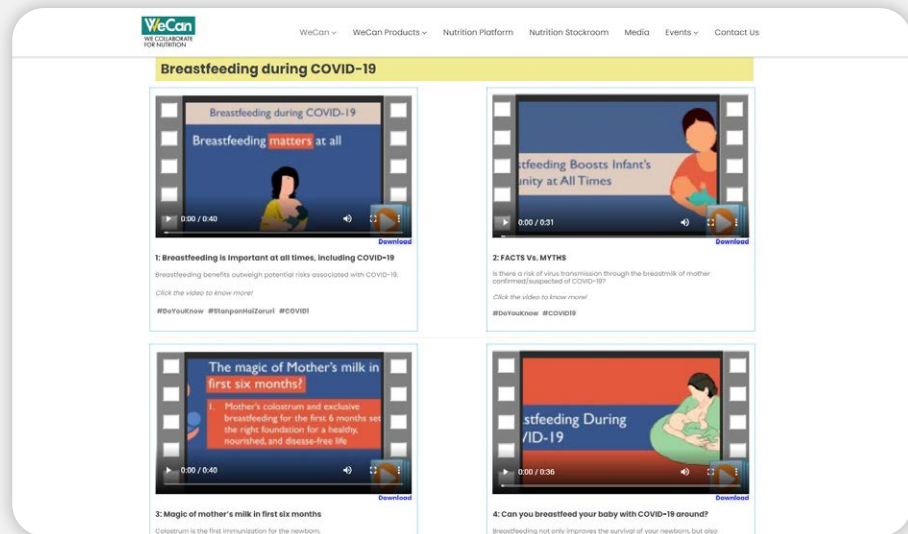 WeCan
WE COLLABORATE
FOR NUTRITION
WeCan WeCan Products Nutrition Platform Nutrition Stockroom Media Events Contact Us
Breastfeeding during COVID-19
Breastfeeding during COVID-19
Breastfeeding matters at all
0:00 / 0:40
Download
1: Breastfeeding is Important at all times, including COVID-19
Breastfeeding benefits outweigh potential risks associated with COVID-19.
Click the video to know more!
#DoYouKnow #StanpanHaiZaruri #COVID1
stfeeding Boosts Infant's
unity at All Times
0:00 / 0:31
Download
2: FACTS Vs. MYTHS
Is there a risk of virus transmission through the breastmilk of mother
confirmed/suspected of COVID-19?
Click the video to know more!
#DoYouKnow #COVID19
The magic of Mother's milk in
first six months?
1. Mother's colostrum and exclusive
breastfeeding for the first 6 months set
the right foundation for a healthy,
nourished, and disease-free life
0:00 / 0:40
Download
3: Magic of mother's milk in first six months
Colostrum is the first immunization for the newborn.
stfeeding During
VID-19
0:00 / 0:36
Download
4: Can you breastfeed your baby with COVID-19 around?
Breastfeeding not only improves the survival of your newborn, but also